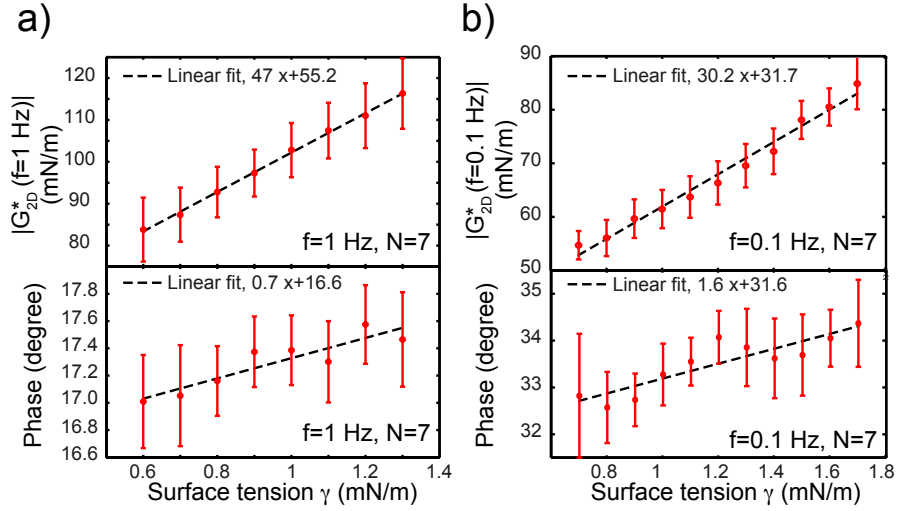 a)
120
110
100
90
80
|G*2D (f=1 Hz)|
(mN/m)
Linear fit, 47 x+55.2
f=1 Hz, N=7
17.8
17.6
17.4
17.2
17.0
16.8
16.6
Phase (degree)
Linear fit, 0.7 x+16.6
f=1 Hz, N=7
0.6 0.8 1 1.2 1.4
Surface tension γ (mN/m)
b)
90
80
70
60
50
|G*2D (f=0.1 Hz)|
(mN/m)
Linear fit, 30.2 x+31.7
f=0.1 Hz, N=7
35
34
33
32
Phase (degree)
Linear fit, 1.6 x+31.6
f=0.1 Hz, N=7
0.8 1.0 1.2 1.4 1.6 1.8
Surface tension γ (mN/m)